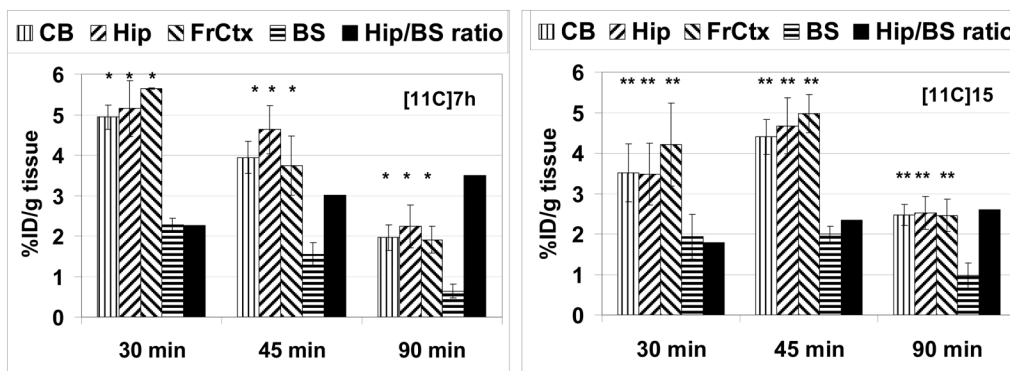 CB Hip FrCtx BS Hip/BS ratio
6
5
4
3
2
1
0
%ID/g tissue
* * *
* * *
* * *
[11C]7h
30 min 45 min 90 min
CB Hip FrCtx BS Hip/BS ratio
6
5
4
3
2
1
0
%ID/g tissue
** ** **
** ** **
** ** **
[11C]15
30 min 45 min 90 min